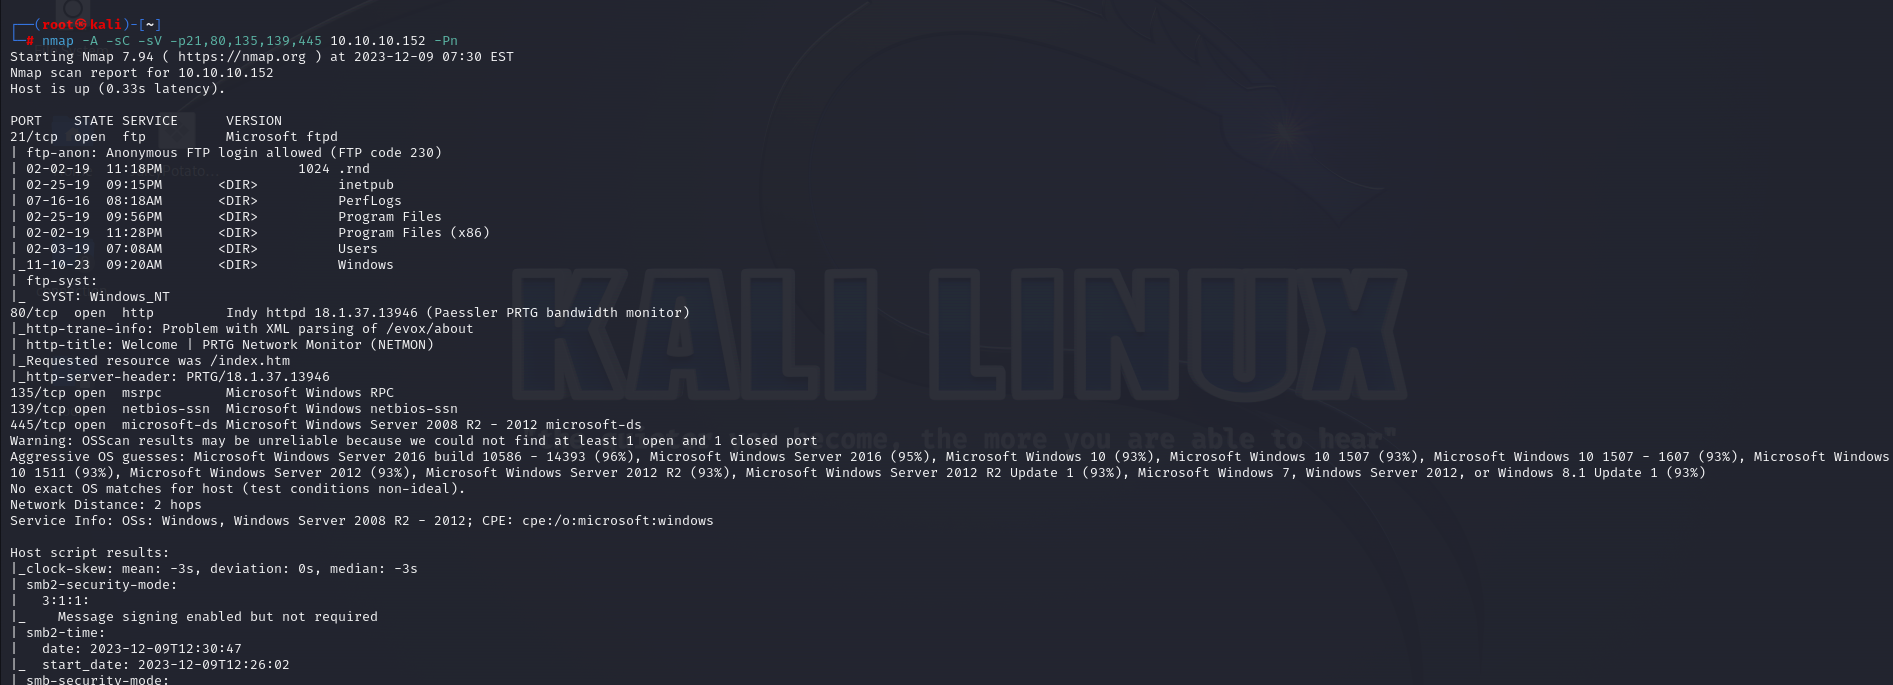 ┌──(root㉿kali)-[~]
└─# nmap -A -sC -sV -p21,80,135,139,445 10.10.10.152 -Pn
Starting Nmap 7.94 ( https://nmap.org ) at 2023-12-09 07:30 EST
Nmap scan report for 10.10.10.152
Host is up (0.33s latency).
PORT    STATE SERVICE      VERSION
21/tcp  open  ftp          Microsoft ftpd
| ftp-anon: Anonymous FTP login allowed (FTP code 230)
| 02-02-19  11:18PM                 1024 .rnd
| 02-25-19  09:15PM       <DIR>          inetpub
| 07-16-16  08:18AM       <DIR>          PerfLogs
| 02-25-19  09:56PM       <DIR>          Program Files
| 02-02-19  11:28PM       <DIR>          Program Files (x86)
| 02-03-19  07:08AM       <DIR>          Users
|_11-10-23  09:20AM       <DIR>          Windows
| ftp-syst:
|_  SYST: Windows_NT
80/tcp  open  http         Indy httpd 18.1.37.13946 (Paessler PRTG bandwidth monitor)
|_http-trane-info: Problem with XML parsing of /evox/about
| http-title: Welcome | PRTG Network Monitor (NETMON)
|_Requested resource was /index.htm
|_http-server-header: PRTG/18.1.37.13946
135/tcp open  msrpc        Microsoft Windows RPC
139/tcp open  netbios-ssn  Microsoft Windows netbios-ssn
445/tcp open  microsoft-ds Microsoft Windows Server 2008 R2 - 2012 microsoft-ds
Warning: OSScan results may be unreliable because we could not find at least 1 open and 1 closed port
Aggressive OS guesses: Microsoft Windows Server 2016 build 10586 - 14393 (96%), Microsoft Windows Server 2016 (95%), Microsoft Windows 10 (93%), Microsoft Windows 10 1507 (93%), Microsoft Windows 10 1507 - 1607 (93%), Microsoft Windows
10 1511 (93%), Microsoft Windows Server 2012 (93%), Microsoft Windows Server 2012 R2 (93%), Microsoft Windows Server 2012 R2 Update 1 (93%), Microsoft Windows 7, Windows Server 2012, or Windows 8.1 Update 1 (93%)
No exact OS matches for host (test conditions non-ideal).
Network Distance: 2 hops
Service Info: OSs: Windows, Windows Server 2008 R2 - 2012; CPE: cpe:/o:microsoft:windows
Host script results:
|_clock-skew: mean: -3s, deviation: 0s, median: -3s
| smb2-security-mode:
|   3:1:1:
|_    Message signing enabled but not required
| smb2-time:
|   date: 2023-12-09T12:30:47
|_  start_date: 2023-12-09T12:26:02
| smb-security-mode:
KALI LINUX
become, the more you are able to hear"